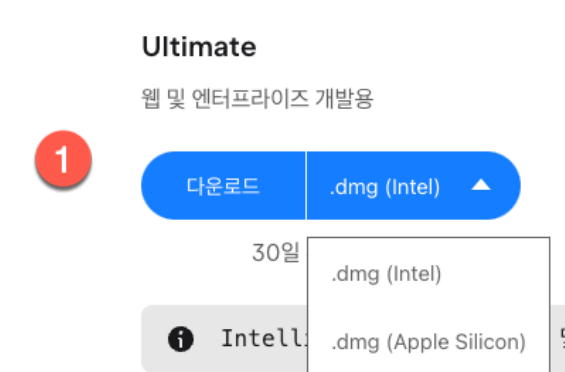 Ultimate
웹 및 엔터프라이즈 개발용
1
다운로드 .dmg (Intel)
30일
.dmg (Intel)
Intell
.dmg (Apple Silicon)